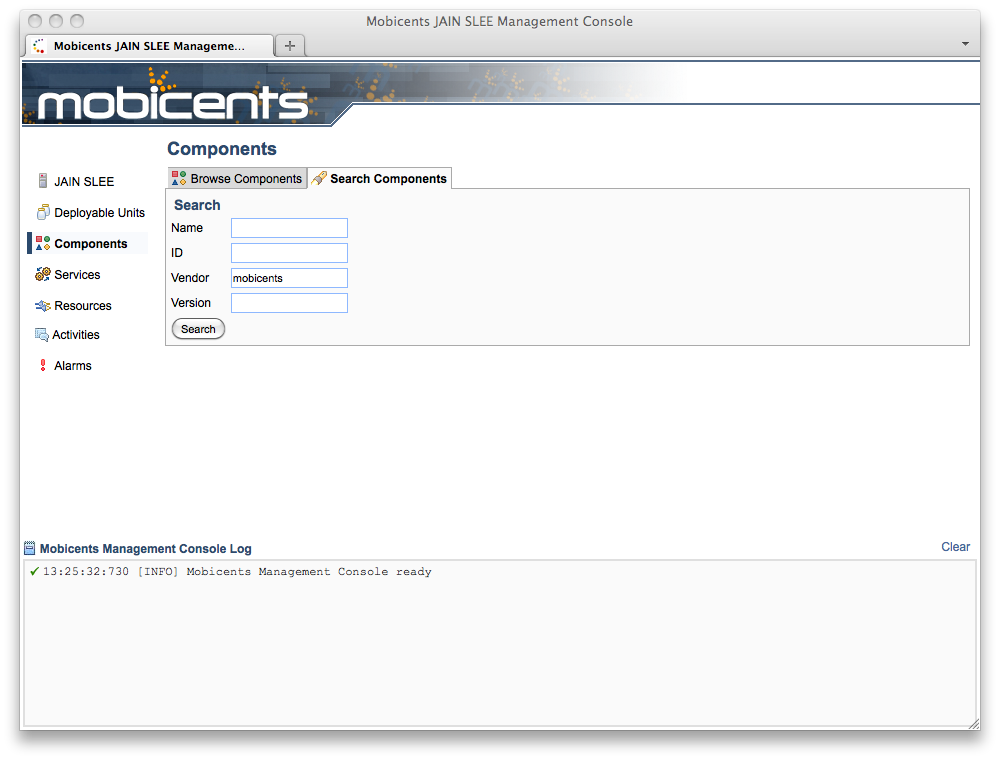 Mobicents JAIN SLEE Management Console
Mobicents JAIN SLEE Manageme...
mobicents
Components
JAIN SLEE
Deployable Units
Components
Services
Resources
Activities
Alarms
Browse Components
Search Components
Search
Name
ID
Vendor mobicents
Version
Search
Mobicents Management Console Log
Clear
13:25:32:730 [INFO] Mobicents Management Console ready